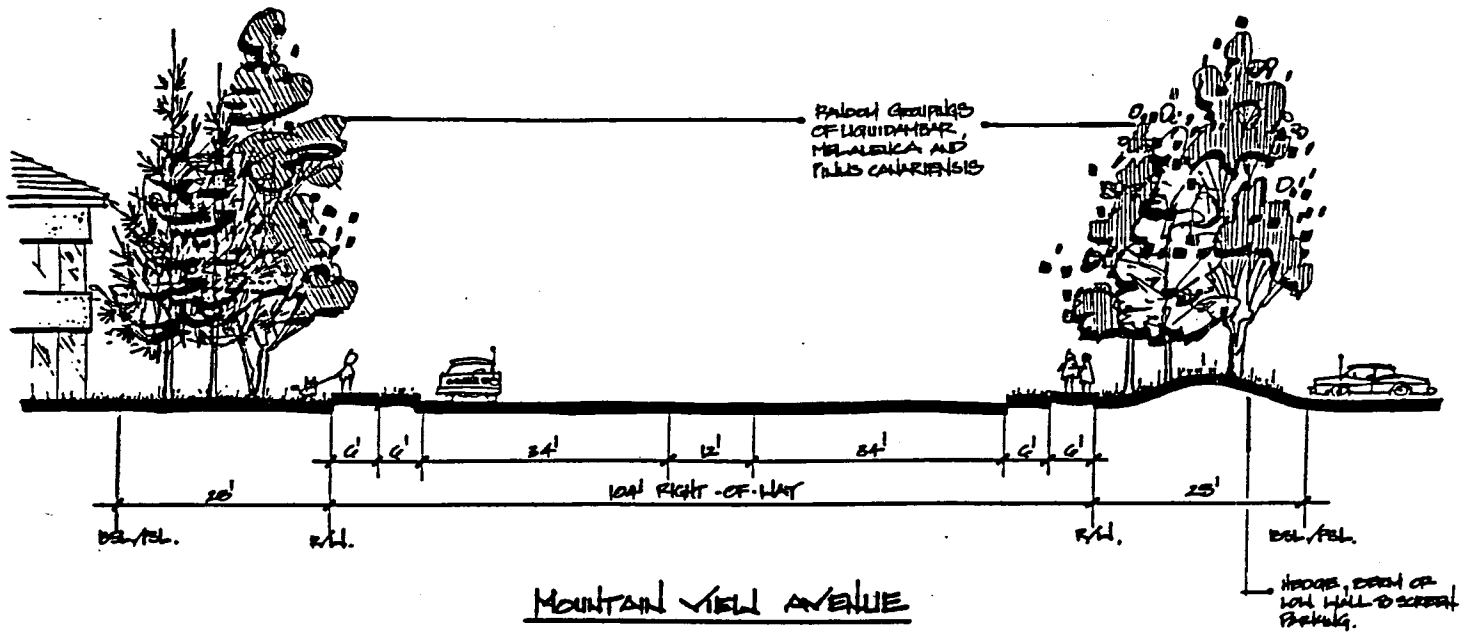 RANDOM GROUPINGS
OF LIQUIDAMBAR,
MELALEUCA AND
PINUS CANARIENSIS
6' 6' 34' 12' 34' 6' 6'
25' 104' RIGHT-OF-WAY 25'
BSL/PSL. R/W. R/W. BSL/PSL.
HEDGE, BERM OR
LOW WALL TO SCREEN
PARKING.
MOUNTAIN VIEW AVENUE